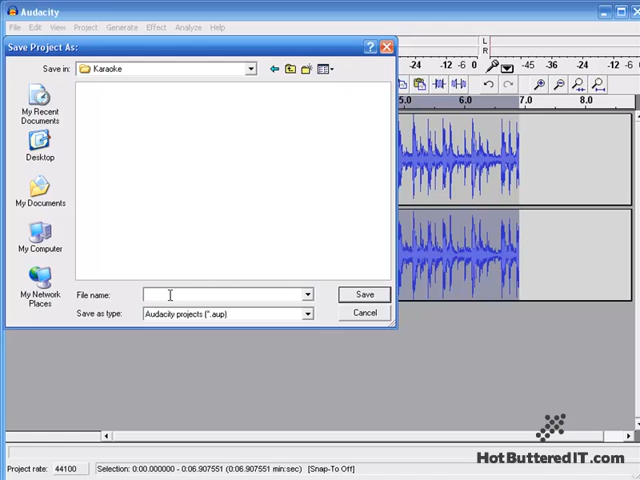 Audacity
File Edit View Project Generate Effect Analyze Help
Save Project As:
Save in: Karaoke
L
R
-24 -12 -6 0 -24 -12 -6 0
5.0 6.0 7.0 8.0
My Recent
Documents
Desktop
My Documents
My Computer
My Network
Places
File name:
Save
Save as type: Audacity projects (*.aup)
Cancel
HotButteredIT.com
Project rate: 44100 Selection: 0:00.000000 - 0:06.907551 (0:06.907551 min:sec) [Snap-To Off]